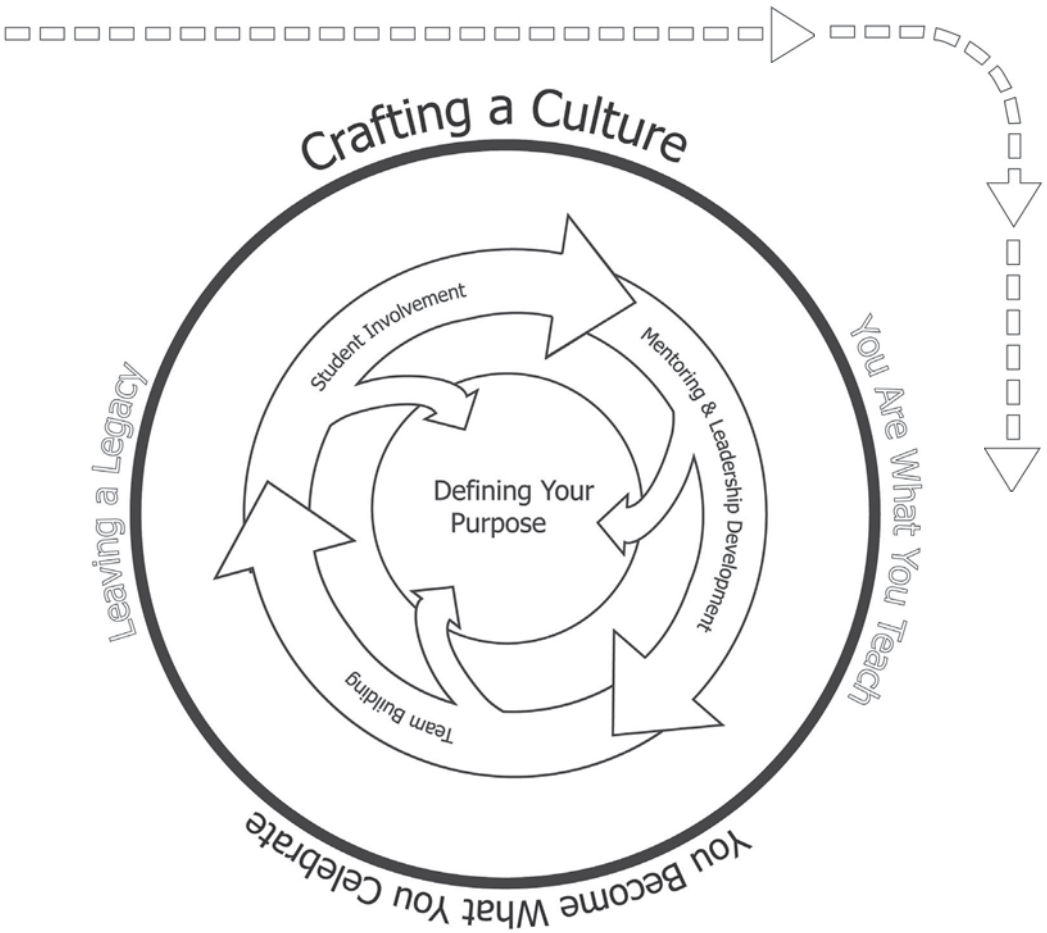 Crafting a Culture
You Are What You Teach
You Become What You Celebrate
Leaving a Legacy
Student Involvement
Mentoring & Leadership Development
Team Building
Defining Your
Purpose